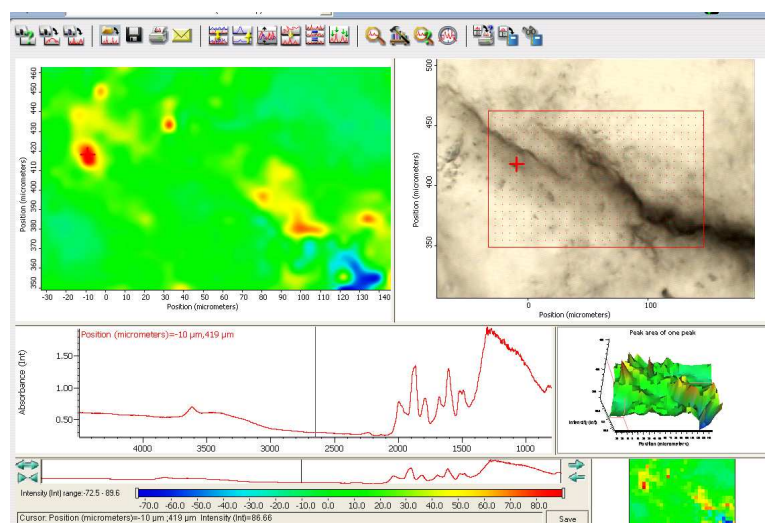 Position (micrometers)
460
450
440
430
420
410
400
390
380
370
360
350
-30 -20 -10 0 10 20 30 40 50 60 70 80 90 100 110 120 130 140
Position (micrometers)
Position (micrometers)
500
450
400
350
0 100
Position (micrometers)
Position (micrometers)=-10 µm,419 µm
Absorbance (Int)
1.50
1.00
0.50
4000 3500 3000 2500 2000 1500 1000
Peak area of one peak
Intensity (Int)
Position (micrometers)
Intensity (Int) range:-72.5 - 89.6
-70.0 -60.0 -50.0 -40.0 -30.0 -20.0 -10.0 0.0 10.0 20.0 30.0 40.0 50.0 60.0 70.0 80.0
Cursor: Position (micrometers)=-10 µm ;419 µm Intensity (Int)=86.66
Save